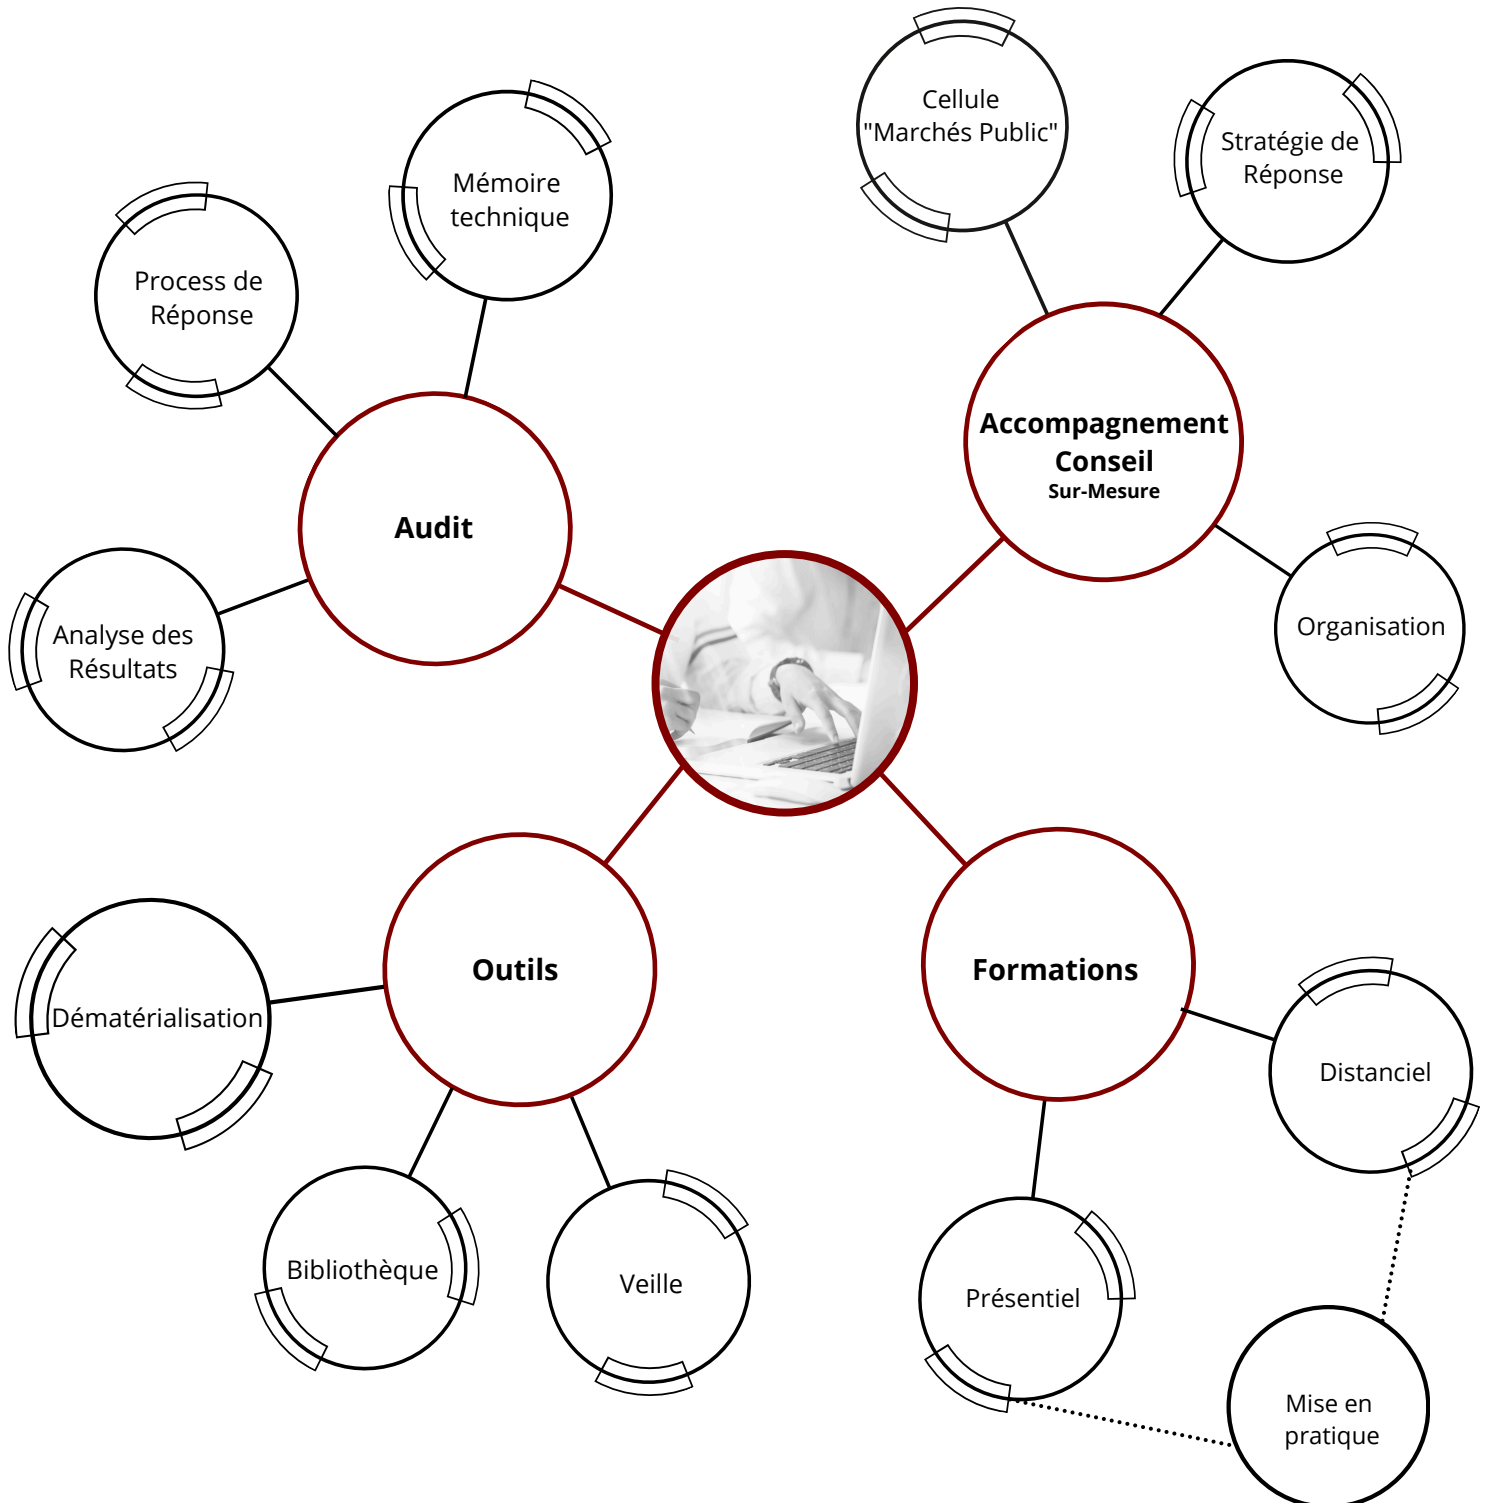 Cellule
"Marchés Public"
Stratégie de
Réponse
Mémoire
technique
Process de
Réponse
Accompagnement
Conseil
Sur-Mesure
Audit
Organisation
Analyse des
Résultats
Outils
Formations
Dématérialisation
Distanciel
Bibliothèque
Veille
Présentiel
Mise en
pratique